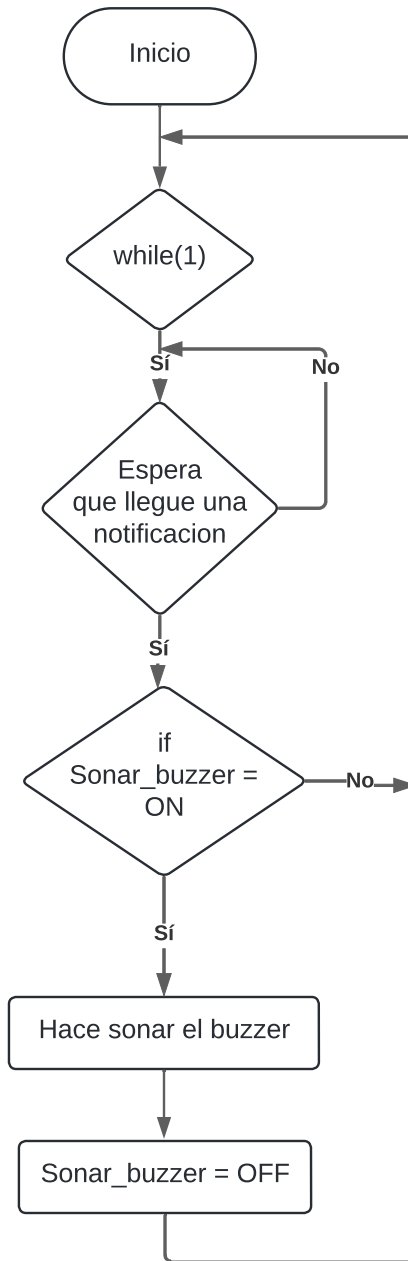 Inicio
while(1)
Sí
No
Espera
que llegue una
notificacion
Sí
if
Sonar_buzzer =
ON
No
Sí
Hace sonar el buzzer
Sonar_buzzer = OFF